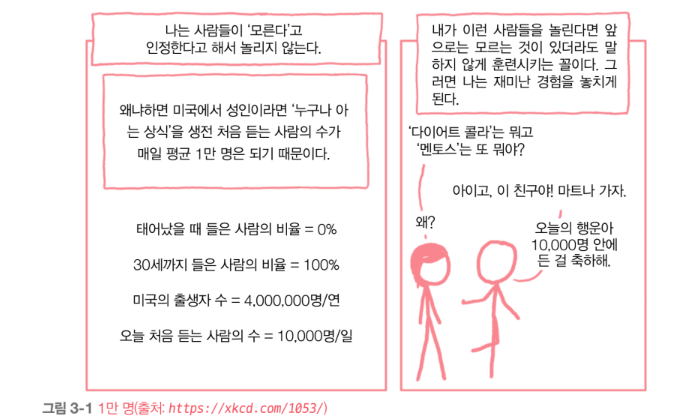 나는 사람들이 ‘모른다’고
인정한다고 해서 놀리지 않는다.
왜냐하면 미국에서 성인이라면 ‘누구나 아
는 상식’을 생전 처음 듣는 사람의 수가
매일 평균 1만 명은 되기 때문이다.
태어났을 때 들은 사람의 비율 = 0%
30세까지 들은 사람의 비율 = 100%
미국의 출생자 수 = 4,000,000명/연
오늘 처음 듣는 사람의 수 = 10,000명/일
내가 이런 사람들을 놀린다면 앞
으로는 모르는 것이 있더라도 말
하지 않게 훈련시키는 꼴이다. 그
러면 나는 재미난 경험을 놓치게
된다.
‘다이어트 콜라’는 뭐고
‘멘토스’는 또 뭐야?
아이고, 이 친구야! 마트나 가자.
왜?
오늘의 행운아
10,000명 안에
든 걸 축하해.
그림 3-1 1만 명(출처: https://xkcd.com/1053/)